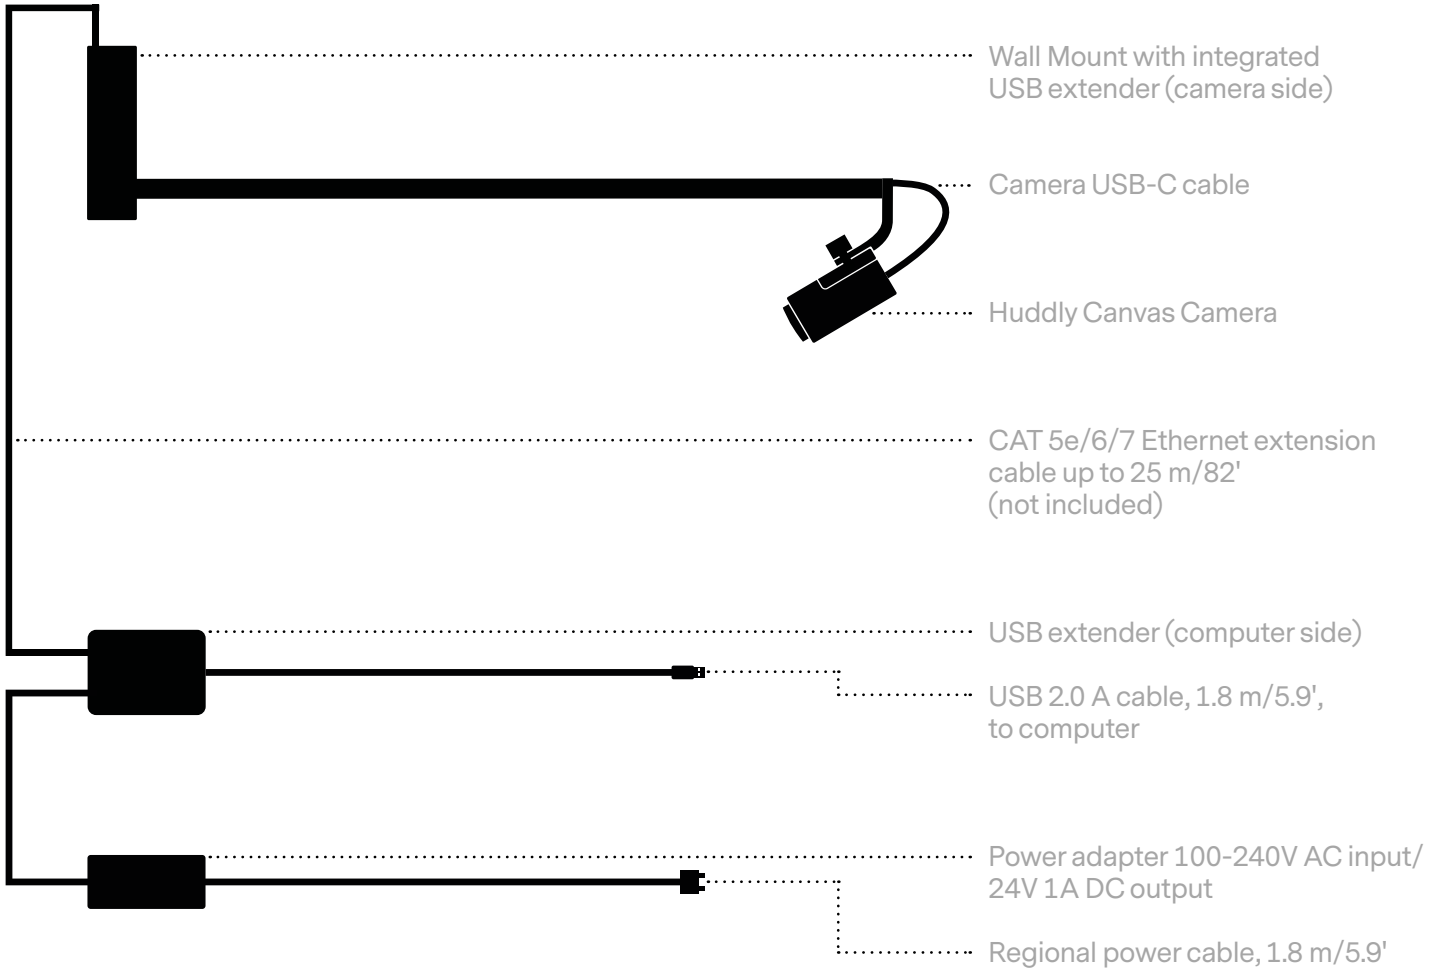 Wall Mount with integrated
USB extender (camera side)
Camera USB-C cable
Huddly Canvas Camera
CAT 5e/6/7 Ethernet extension
cable up to 25 m/82'
(not included)
USB extender (computer side)
USB 2.0 A cable, 1.8 m/5.9',
to computer
Power adapter 100-240V AC input/
24V 1A DC output
Regional power cable, 1.8 m/5.9'